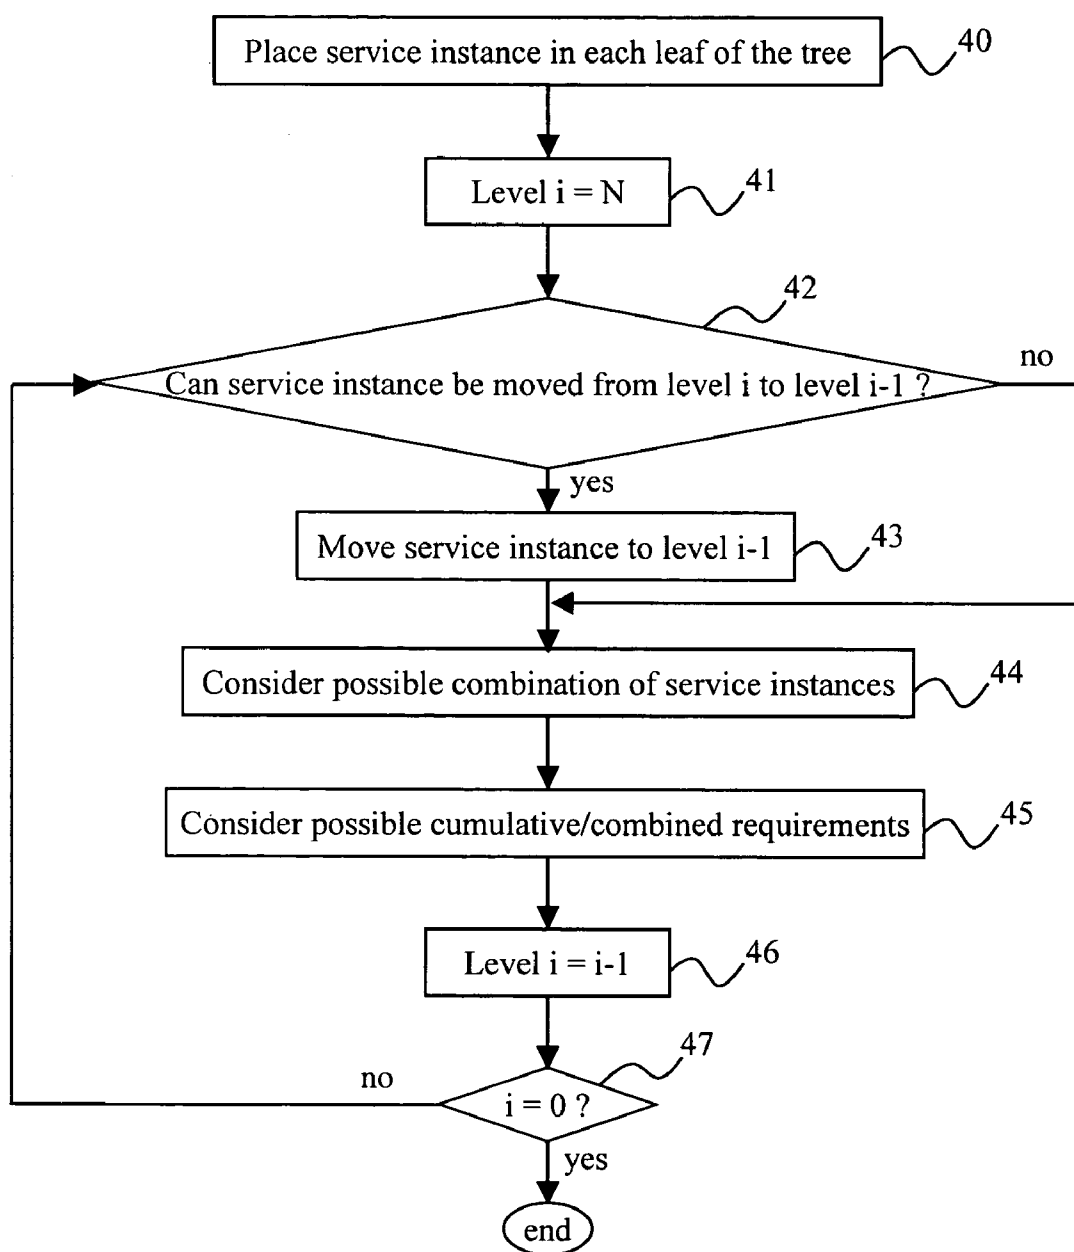 Place service instance in each leaf of the tree
40
Level i = N
41
42
Can service instance be moved from level i to level i-1 ?
no
yes
Move service instance to level i-1
43
Consider possible combination of service instances
44
Consider possible cumulative/combined requirements
45
Level i = i-1
46
47
no
i = 0 ?
yes
end